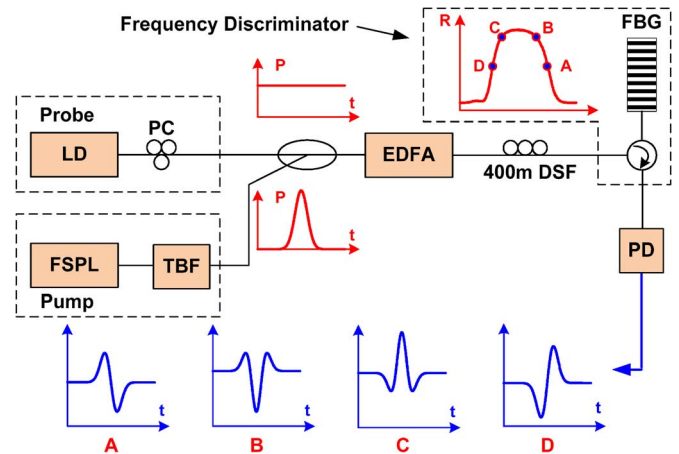 Frequency Discriminator
R
C
B
D
A
FBG
P
t
Probe
PC
LD
EDFA
400m DSF
P
t
FSPL
TBF
Pump
PD
t
t
t
t
A
B
C
D